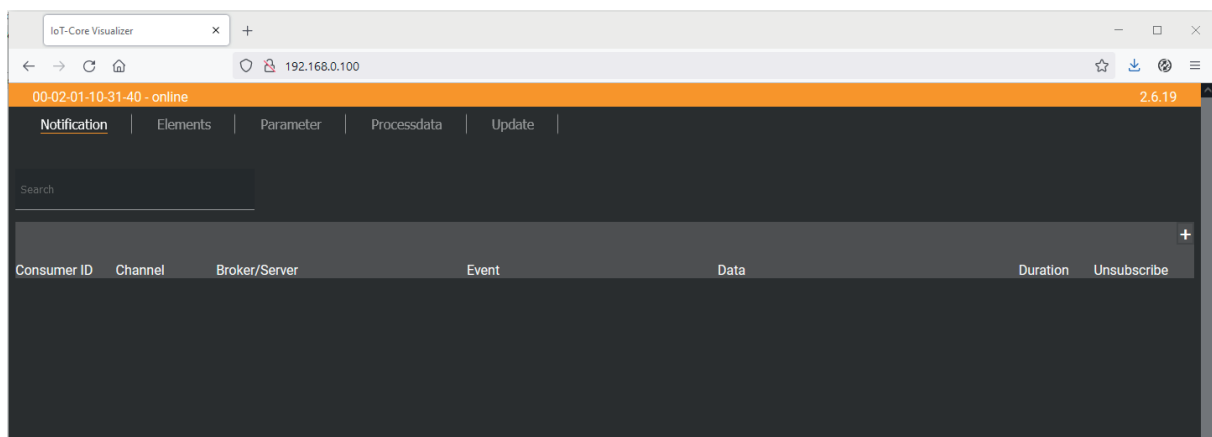 IoT-Core Visualizer
192.168.0.100
00-02-01-10-31-40 - online 2.6.19
Notification Elements Parameter Processdata Update
Search
Consumer ID Channel Broker/Server Event Data Duration Unsubscribe